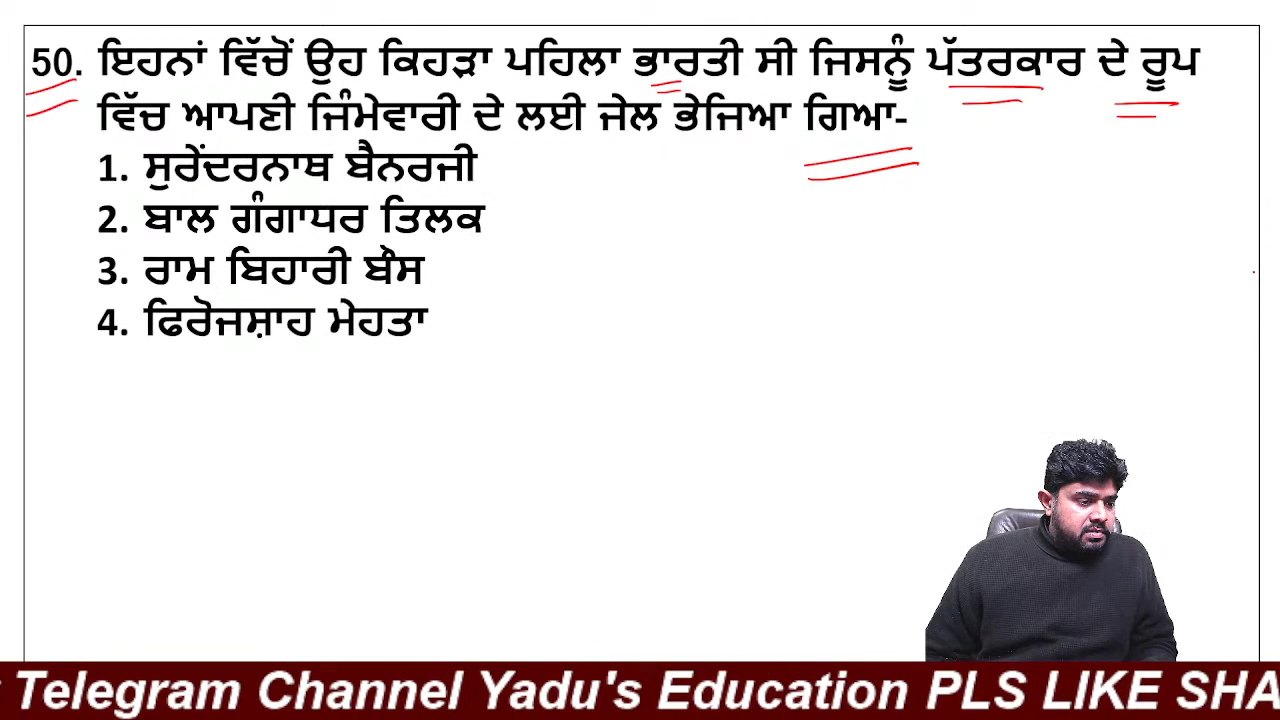 50. ਇਹਨਾਂ ਵਿੱਚੋਂ ਉਹ ਕਿਹੜਾ ਪਹਿਲਾ ਭਾਰਤੀ ਸੀ ਜਿਸਨੂੰ ਪੱਤਰਕਾਰ ਦੇ ਰੂਪ
ਵਿੱਚ ਆਪਣੀ ਜਿੰਮੇਵਾਰੀ ਦੇ ਲਈ ਜੇਲ ਭੇਜਿਆ ਗਿਆ-
1. ਸੁਰੇਂਦਰਨਾਥ ਬੈਨਰਜੀ
2. ਬਾਲ ਗੰਗਾਧਰ ਤਿਲਕ
3. ਰਾਮ ਬਿਹਾਰੀ ਬੌਸ
4. ਫਿਰੋਜਸ਼ਾਹ ਮੇਹਤਾ
Telegram Channel Yadu's Education PLS LIKE SHA